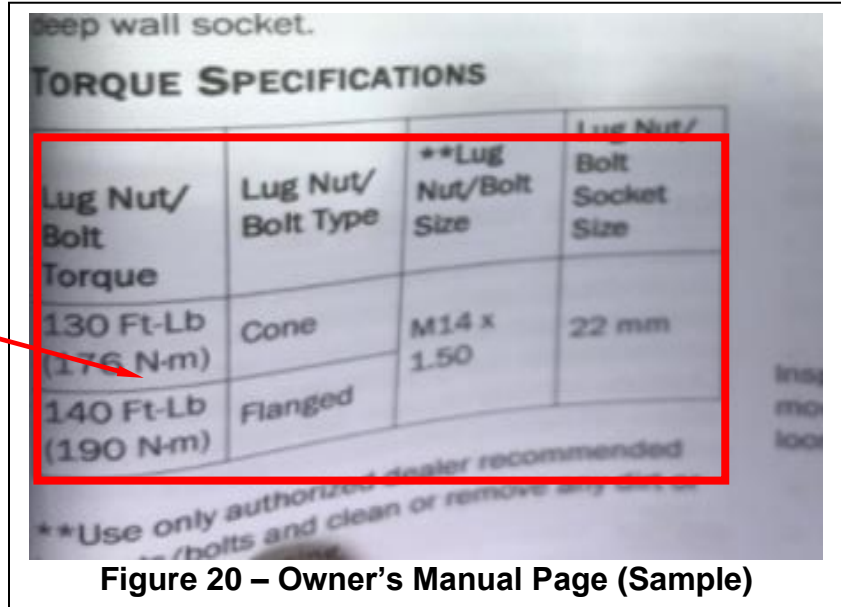 deep wall socket.
TORQUE SPECIFICATIONS
Lug Nut/
Bolt
Torque
Lug Nut/
Bolt Type
**Lug
Nut/Bolt
Size
Lug Nut/
Bolt
Socket
Size
130 Ft-Lb
(176 N-m)
Cone
M14 x
1.50
22 mm
140 Ft-Lb
(190 N-m)
Flanged
**Use only authorized dealer recommended
and clean or remove any dirt or
Figure 20 – Owner's Manual Page (Sample)